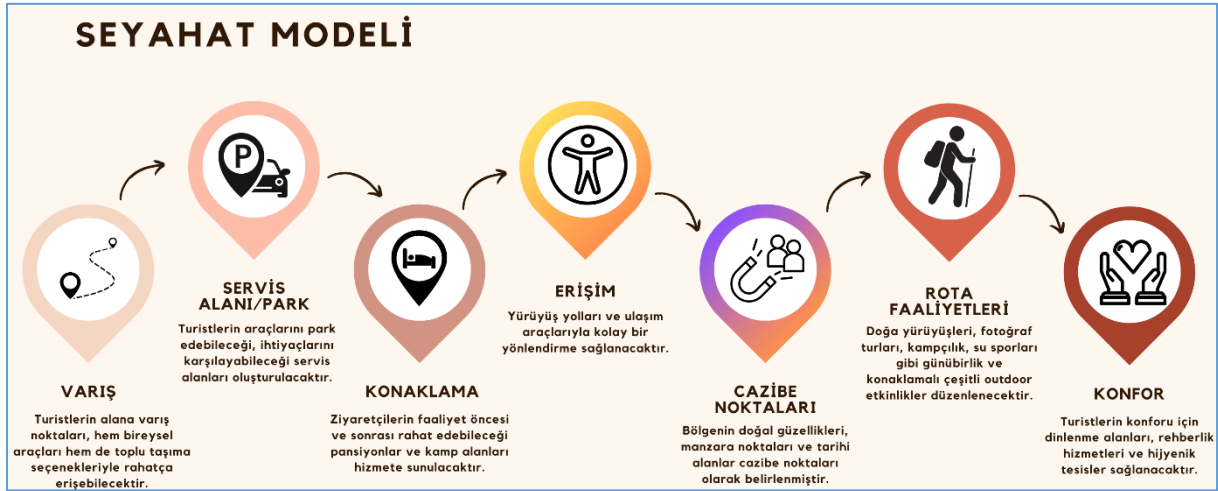 SEYAHAT MODELİ
P
VARIŞ
Turistlerin alana varış
noktaları, hem bireysel
araçları hem de toplu taşıma
seçenekleriyle rahatça
erişebilecektir.
SERVİS
ALANI/PARK
Turistlerin araçlarını park
edebileceği, ihtiyaçlarını
karşılayabileceği servis
alanları oluşturulacaktır.
KONAKLAMA
Ziyaretçilerin faaliyet öncesi
ve sonrası rahat edebileceği
pansiyonlar ve kamp alanları
hizmete sunulacaktır.
ERİŞİM
Yürüyüş yolları ve ulaşım
araçlarıyla kolay bir
yönlendirme sağlanacaktır.
CAZİBE
NOKTALARI
Bölgenin doğal güzellikleri,
manzara noktaları ve tarihi
alanlar cazibe noktaları
olarak belirlenmiştir.
ROTA
FAALİYETLERİ
Doğa yürüyüşleri, fotoğraf
turları, kampçılık, su sporları
gibi günübirlik ve
konaklamalı çeşitli outdoor
etkinlikler düzenlenecektir.
KONFOR
Turistlerin konforu için
dinlenme alanları, rehberlik
hizmetleri ve hijyenik
tesisler sağlanacaktır.